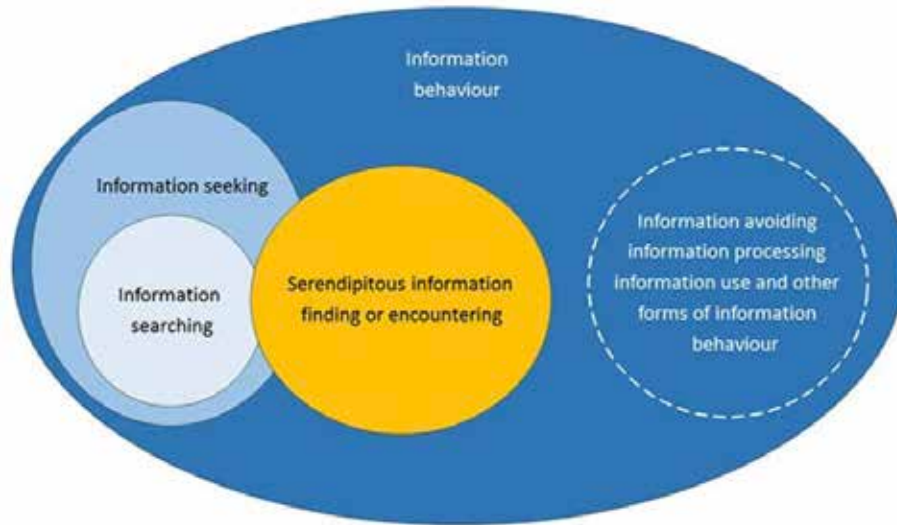 Information
behaviour
Information seeking
Information
searching
Serendipitous information
finding or encountering
Information avoiding
information processing
information use and other
forms of information
behaviour